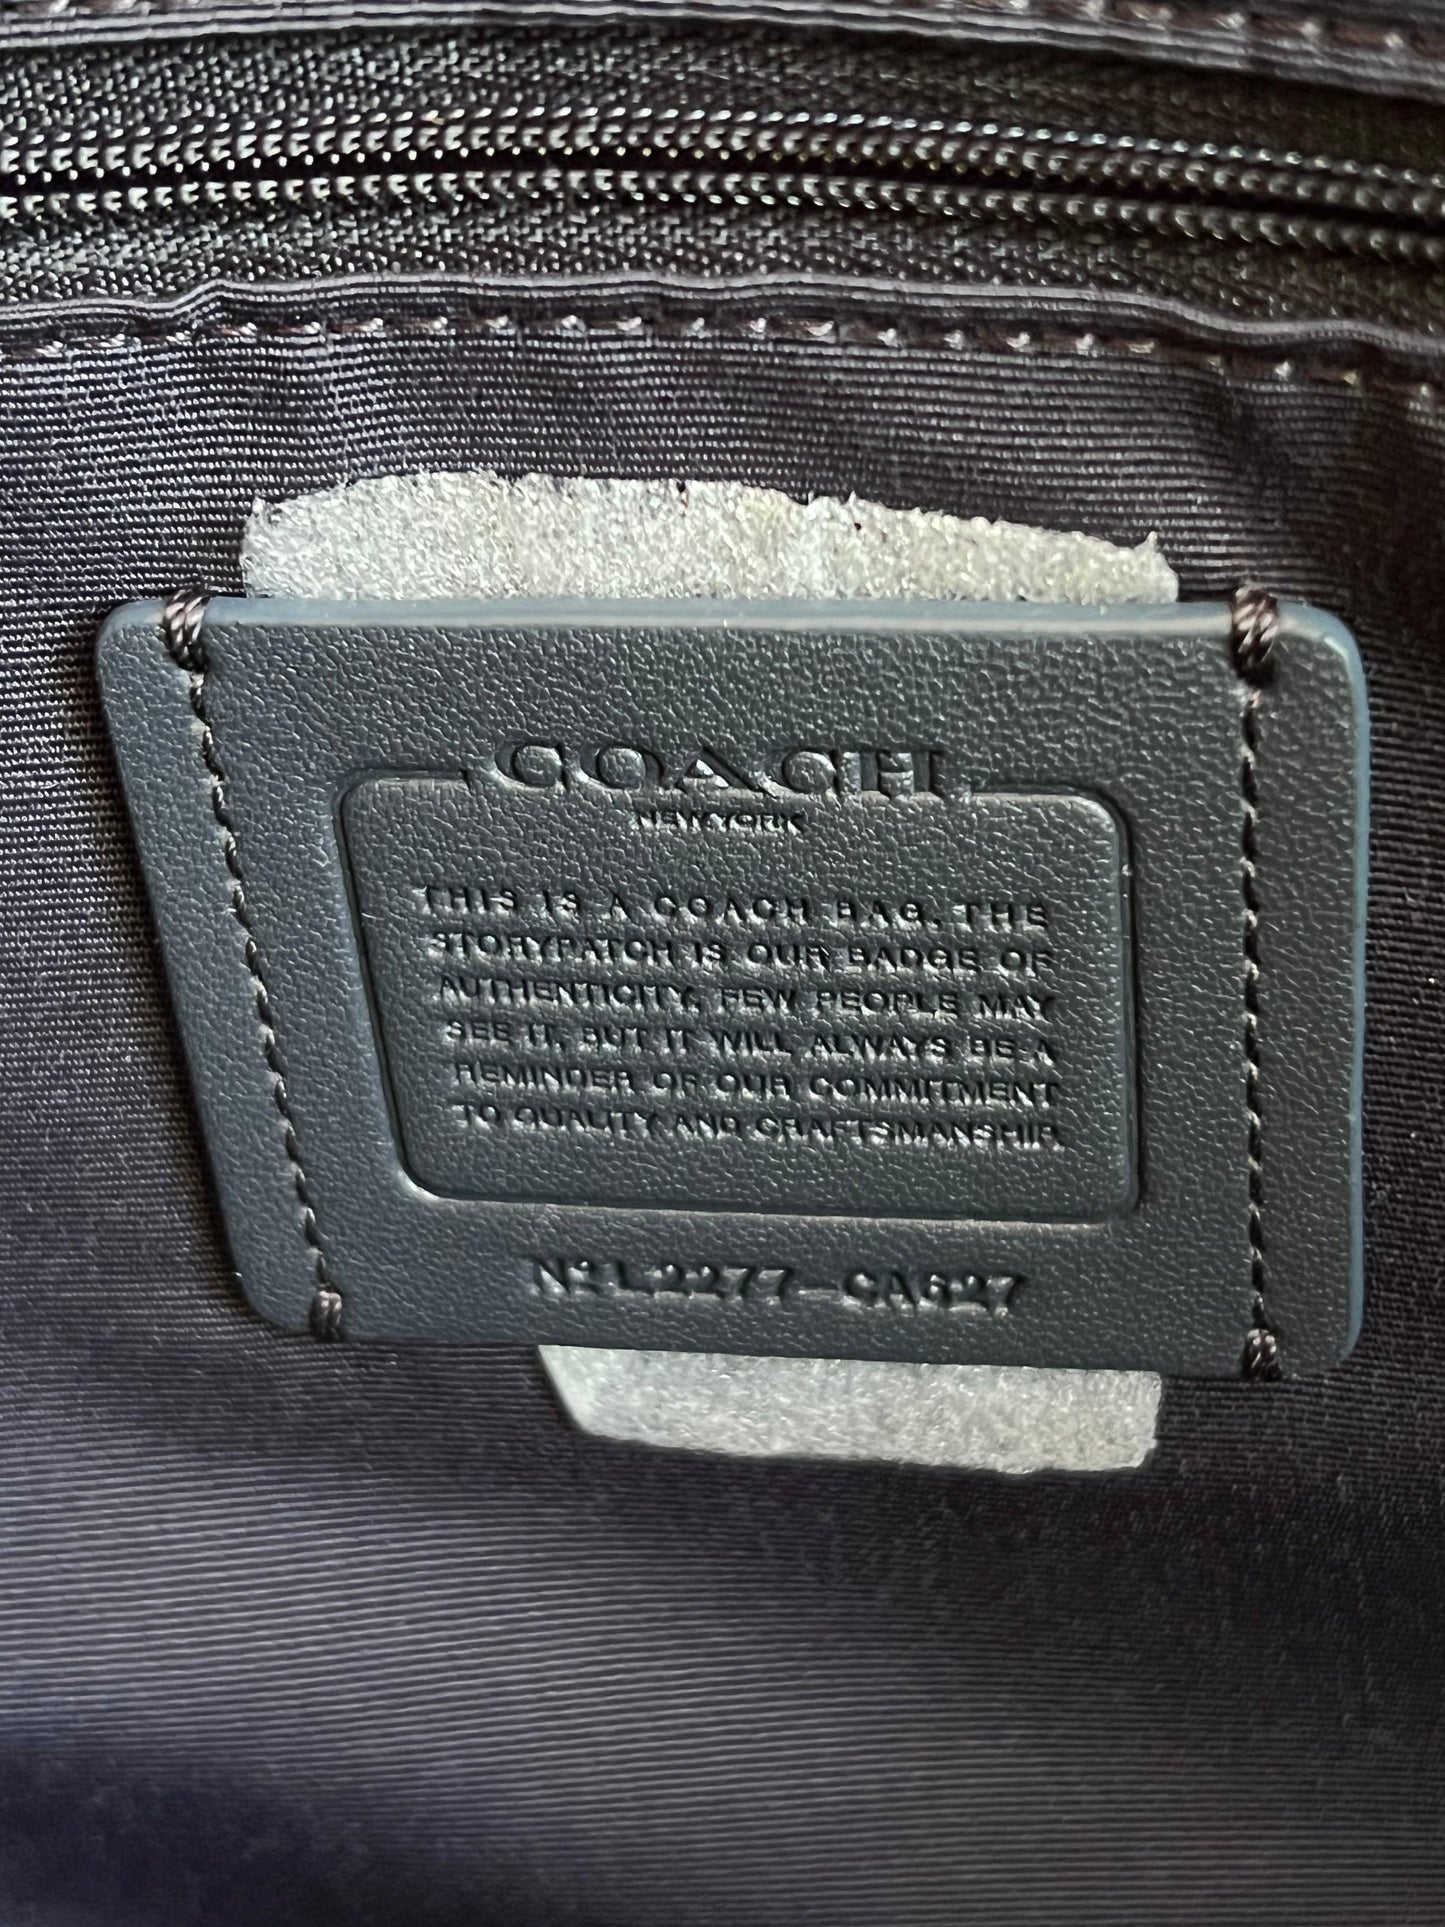 COACH
NEW YORK
THIS IS A COACH BAG. THE
STORYPATCH IS OUR BADGE OF
AUTHENTICITY. FEW PEOPLE MAY
SEE IT, BUT IT WILL ALWAYS BE A
REMINDER OF OUR COMMITMENT
TO QUALITY AND CRAFTSMANSHIP.
Nº L2277-CA627